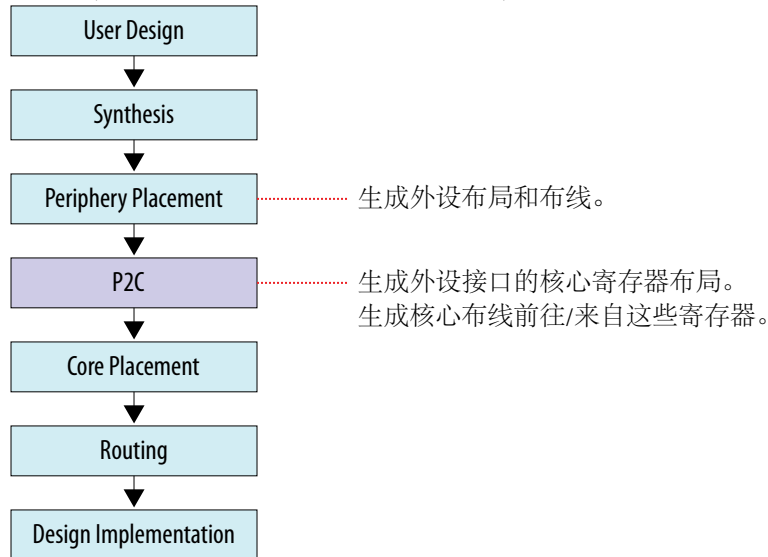 User Design
Synthesis
Periphery Placement
生成外设布局和布线。
P2C
生成外设接口的核心寄存器布局。
生成核心布线前往/来自这些寄存器。
Core Placement
Routing
Design Implementation